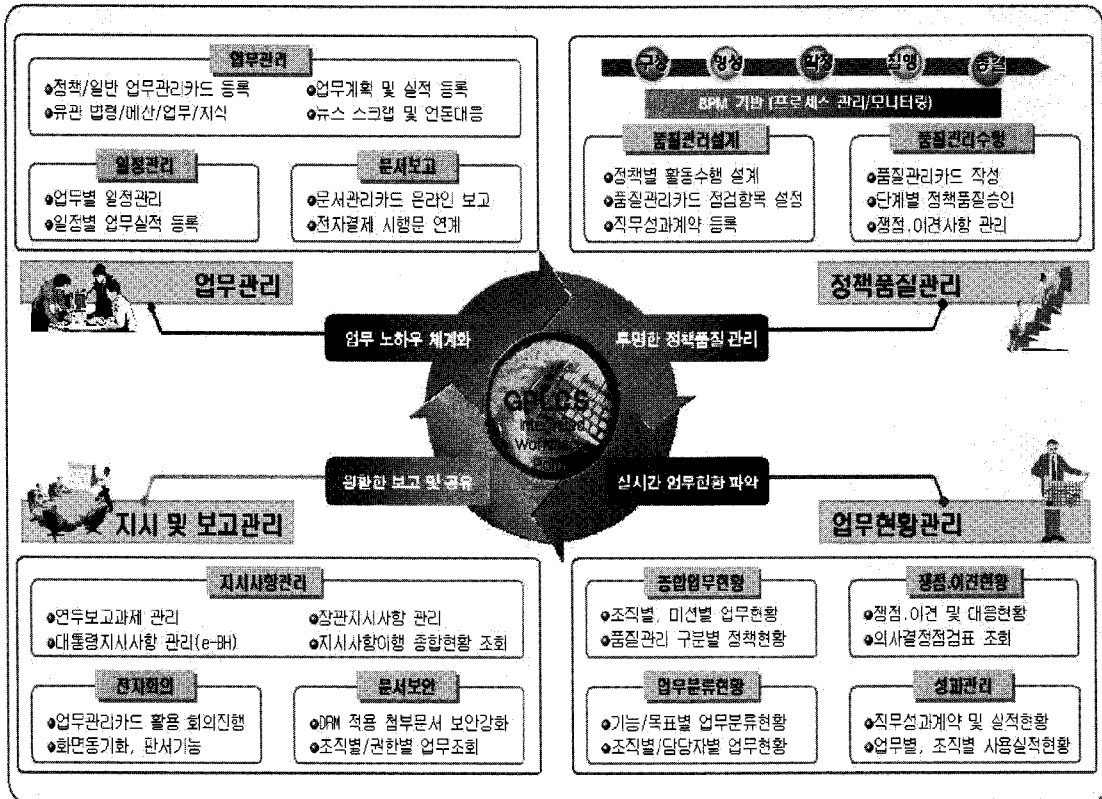 업무관리
●정책/일반 업무관리카드 등록
●업무계획 및 실적 등록
●유관 법령/예산/업무/지식
●뉴스 스크랩 및 언론대응
일정관리
●업무별 일정관리
●일정별 업무실적 등록
문서보고
●문서관리카드 온라인 보고
●전자결제 시행문 연계
구상
형성
확정
집행
종결
BPM 기반 (프로세스 관리/모니터링)
품질관리설계
●정책별 활동수행 설계
●품질관리카드 점검항목 설정
●직무성과계약 등록
품질관리수행
●품질관리카드 작성
●단계별 정책품질승인
●쟁점.이견사항 관리
업무관리
정책품질관리
업무 노하우 체계화
투명한 정책품질 관리
GPLCS
Integrated
원활한 보고 및 공유
실시간 업무현황 파악
지시 및 보고관리
업무현황관리
지시사항관리
●연두보고과제 관리
●장관지시사항 관리
●대통령지시사항 관리(e-BH)
●지시사항이행 종합현황 조회
전자회의
●업무관리카드 활용 회의진행
●화면동기화, 판서기능
문서보안
●DRM 적용 첨부문서 보안강화
●조직별/권한별 업무조회
종합업무현황
●조직별, 미션별 업무현황
●품질관리 구분별 정책현황
쟁점.이견현황
●쟁점.이견 및 대응현황
●의사결정점검표 조회
업무분류현황
●기능/목표별 업무분류현황
●조직별/담당자별 업무현황
성과관리
●직무성과계약 및 실적현황
●업무별, 조직별 사용실적현황